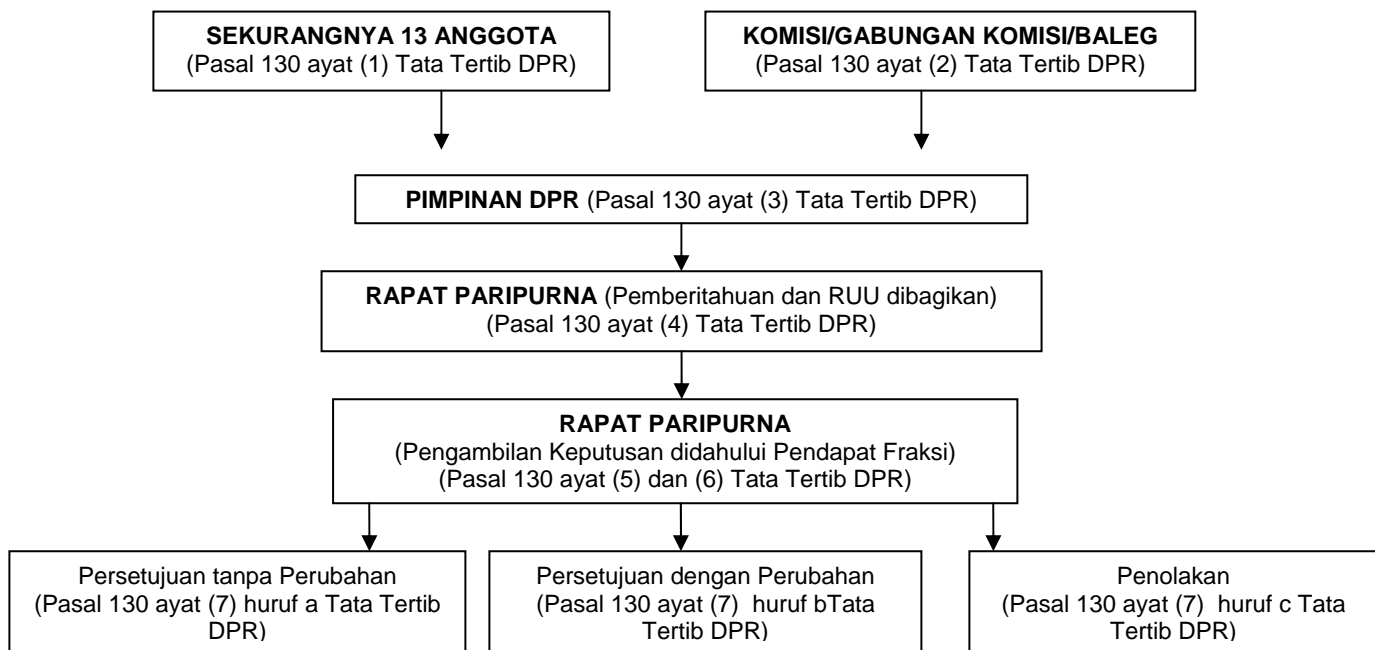 SEKURANGNYA 13 ANGGOTA
(Pasal 130 ayat (1) Tata Tertib DPR)
KOMISI/GABUNGAN KOMISI/BALEG
(Pasal 130 ayat (2) Tata Tertib DPR)
PIMPINAN DPR (Pasal 130 ayat (3) Tata Tertib DPR)
RAPAT PARIPURNA (Pemberitahuan dan RUU dibagikan)
(Pasal 130 ayat (4) Tata Tertib DPR)
RAPAT PARIPURNA
(Pengambilan Keputusan didahului Pendapat Fraksi)
(Pasal 130 ayat (5) dan (6) Tata Tertib DPR)
Persetujuan tanpa Perubahan
(Pasal 130 ayat (7) huruf a Tata Tertib
DPR)
Persetujuan dengan Perubahan
(Pasal 130 ayat (7)  huruf bTata
Tertib DPR)
Penolakan
(Pasal 130 ayat (7)  huruf c Tata
Tertib DPR)